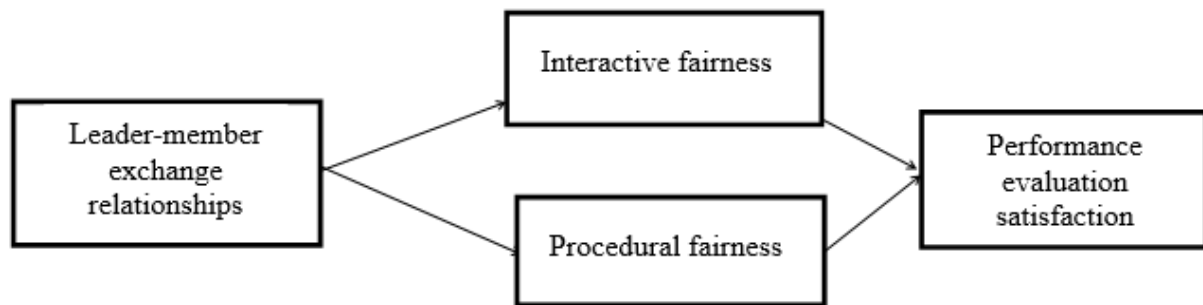 Leader-member
exchange
relationships
Interactive fairness
Procedural fairness
Performance
evaluation
satisfaction